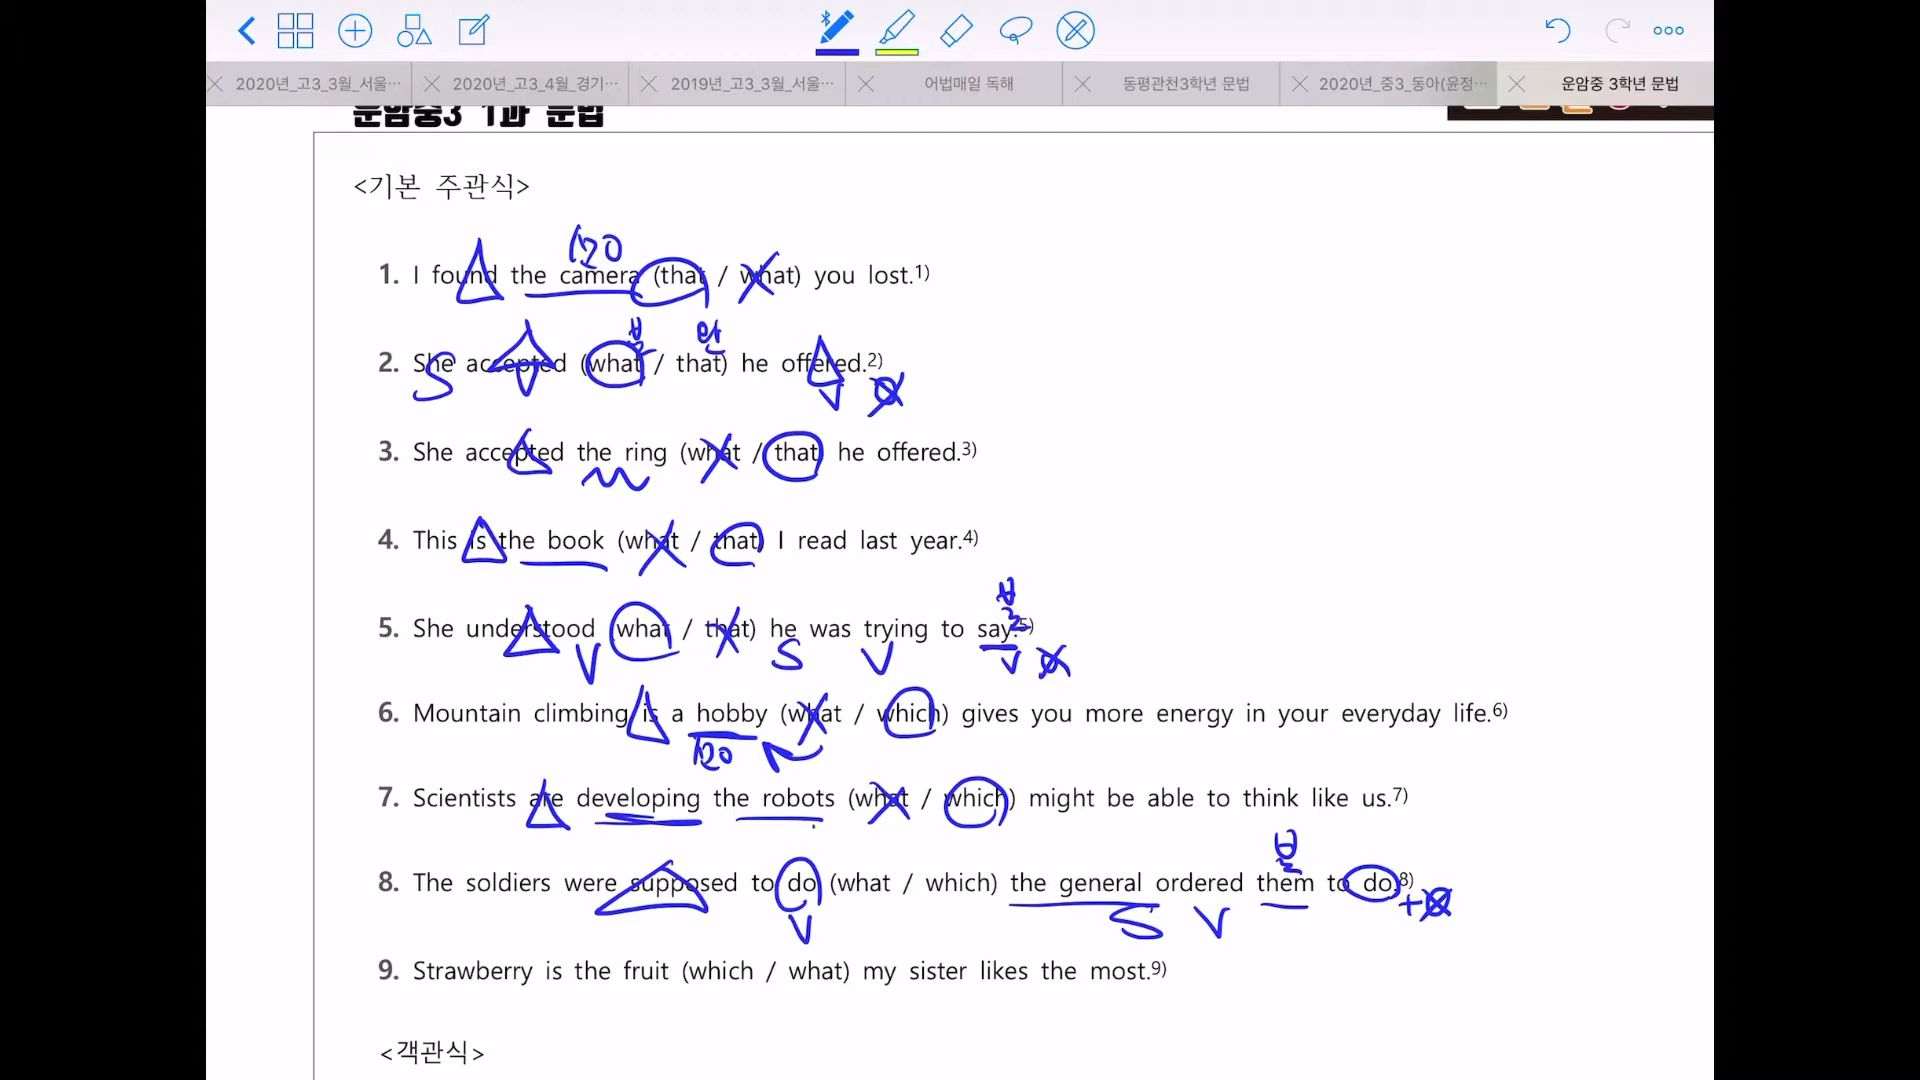 2020년_고3_3월_서울… 2020년_고3_4월_경기… 2019년_고3_3월_서울… 어법매일 독해 동평관천3학년 문법 2020년_중3_동아(윤정… 운암중 3학년 문법
운암중3 1과 문법
<기본 주관식>
1. I found the camera (that / what) you lost.1)
2. She accepted (what / that) he offered.2)
S V V
3. She accepted the ring (what / that) he offered.3)
4. This is the book (what / that) I read last year.4)
5. She understood (what / that) he was trying to say.5)
V S V V
6. Mountain climbing is a hobby (what / which) gives you more energy in your everyday life.6)
7. Scientists are developing the robots (what / which) might be able to think like us.7)
8. The soldiers were supposed to do (what / which) the general ordered them to do.8)
V S V
9. Strawberry is the fruit (which / what) my sister likes the most.9)
<객관식>